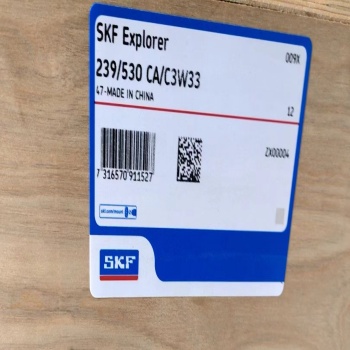 SKF Explorer
009X
239/530 CA/C3W33
47-MADE IN CHINA
12
ZX00004
7 316570 911527
SKF